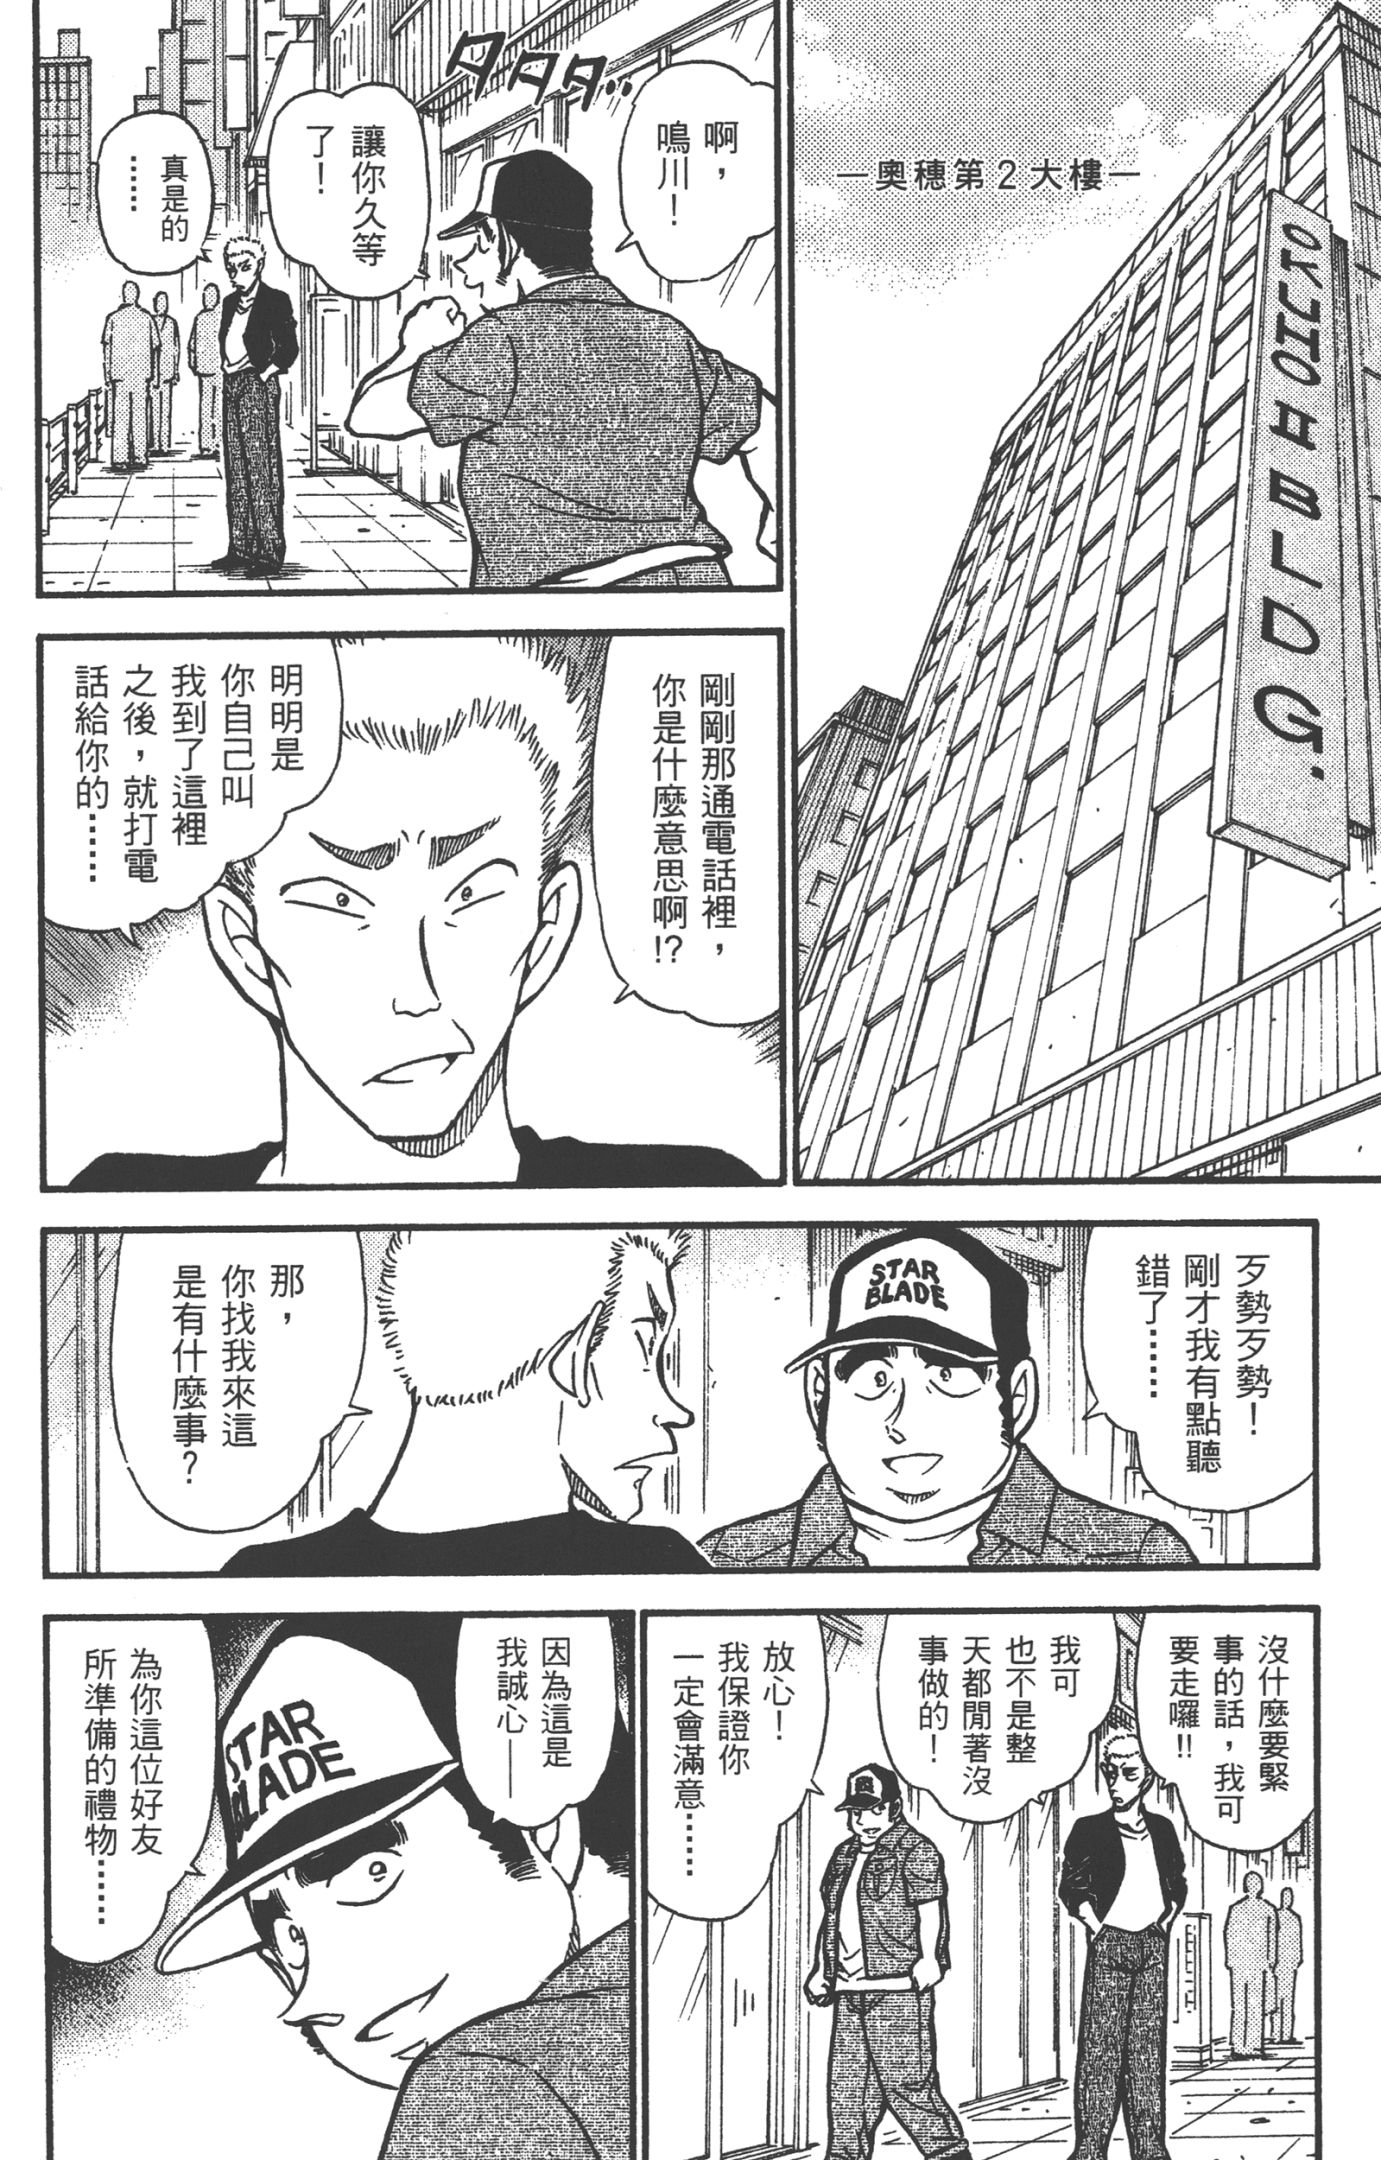 —奧穗第2大樓—
OKUHO 2 BLDG.
啊，
鳴川！
タタタ‥
讓你久等
了！
真是的
……
剛剛那通電話裡，
你是什麼意思啊!?
明明是
你自己叫
我到了這裡
之後，就打電
話給你的……
歹勢歹勢！
剛才我有點聽
錯了……
STAR
BLADE
那，
你找我來這
是有什麼事？
沒什麼要緊
事的話，我可
要走囉!!
我可
也不是整
天都閒著沒
事做的！
放心！
我保證你
一定會滿意……
因為這是
我誠心——
STAR
BLADE
為你這位好友
所準備的禮物……